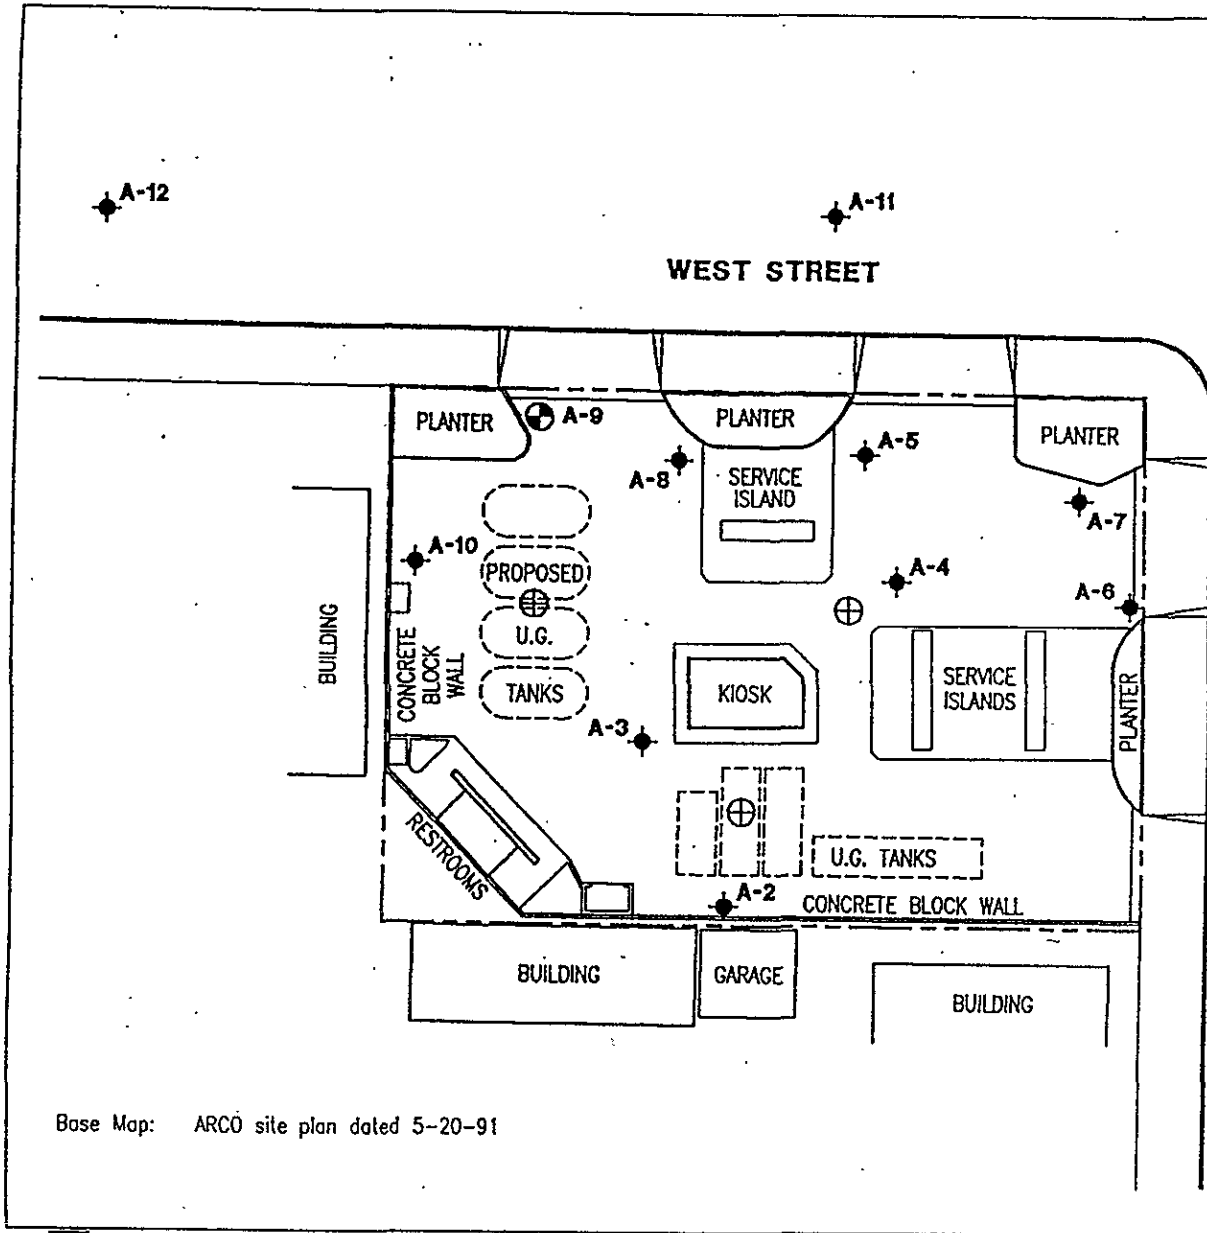 A-12
A-11
WEST STREET
PLANTER
A-9
PLANTER
A-5
PLANTER
A-8
SERVICE
ISLAND
A-7
A-10
PROPOSED
A-4
A-6
U.G.
TANKS
BUILDING
CONCRETE
BLOCK
WALL
KIOSK
SERVICE
ISLANDS
PLANTER
A-3
RESTROOMS
U.G. TANKS
A-2
CONCRETE BLOCK WALL
BUILDING
GARAGE
BUILDING
Base Map: ARCO site plan dated 5-20-91